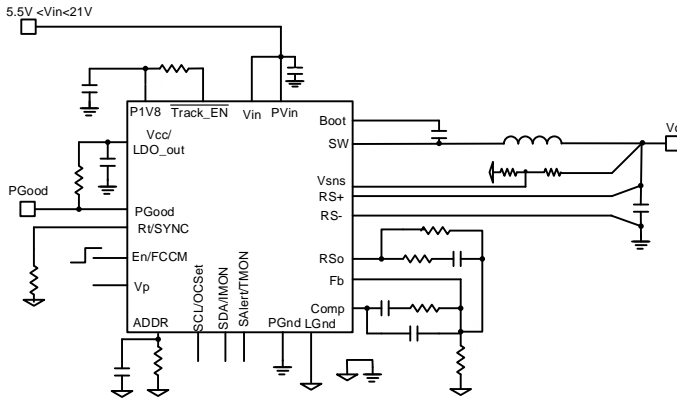 5.5V <Vin<21V
P1V8
Track_EN
Vin
PVin
Boot
Vcc/
LDO_out
SW
Vsns
RS+
RS-
PGood
PGood
Rt/SYNC
En/FCCM
RSo
Fb
Vp
Comp
ADDR
SCL/OCSet
SDA/IMON
SAlert/TMON
PGnd
LGnd